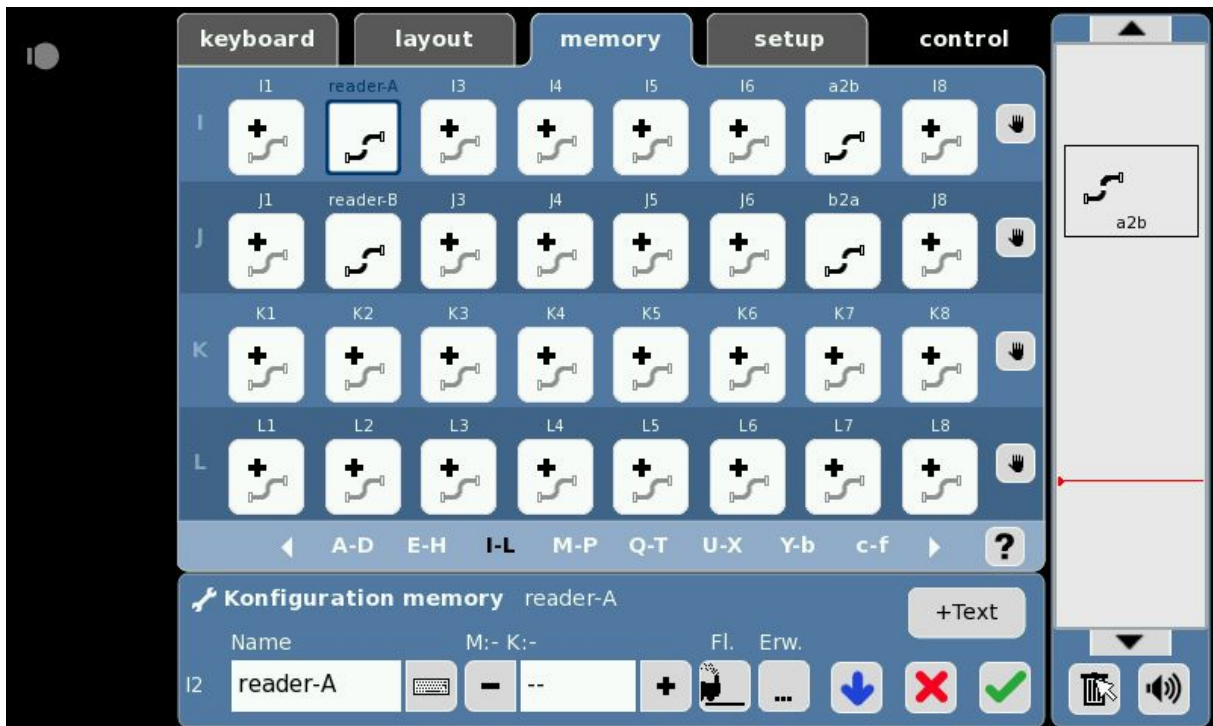 keyboard layout memory setup control
I1 reader-A I3 I4 I5 I6 a2b I8
I
J1 reader-B J3 J4 J5 J6 b2a J8
J
a2b
K1 K2 K3 K4 K5 K6 K7 K8
K
L1 L2 L3 L4 L5 L6 L7 L8
L
A-D E-H I-L M-P Q-T U-X Y-b c-f ?
Konfiguration memory reader-A
+Text
Name M:- K:- Fl. Erw.
I2 reader-A - -- + ...